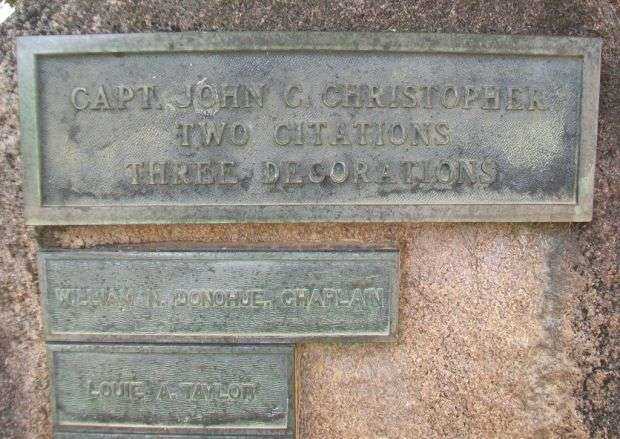 CAPT. JOHN C. CHRISTOPHER
TWO CITATIONS
THREE DECORATIONS
WILLIAM N. DONOHUE, CHAPLAIN
LOUIE A. TAYLOR